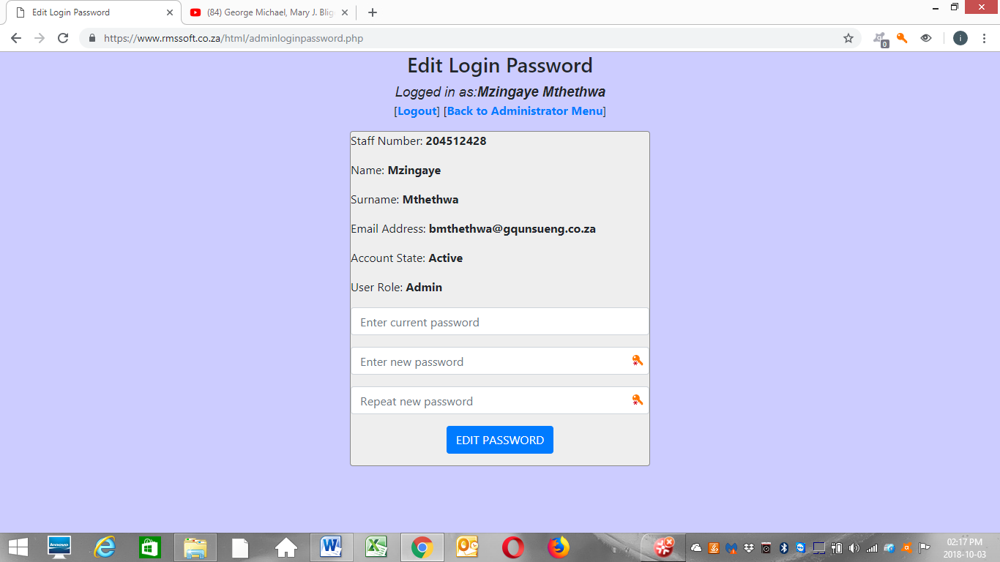 Edit Login Password
(84) George Michael, Mary J. Blig
https://www.rmssoft.co.za/html/adminloginpassword.php
0
i
Edit Login Password
Logged in as:Mzingaye Mthethwa
[Logout] [Back to Administrator Menu]
Staff Number: 204512428
Name: Mzingaye
Surname: Mthethwa
Email Address: bmthethwa@gqunsueng.co.za
Account State: Active
User Role: Admin
Enter current password
Enter new password
Repeat new password
EDIT PASSWORD
lenovo
02:17 PM
2018-10-03